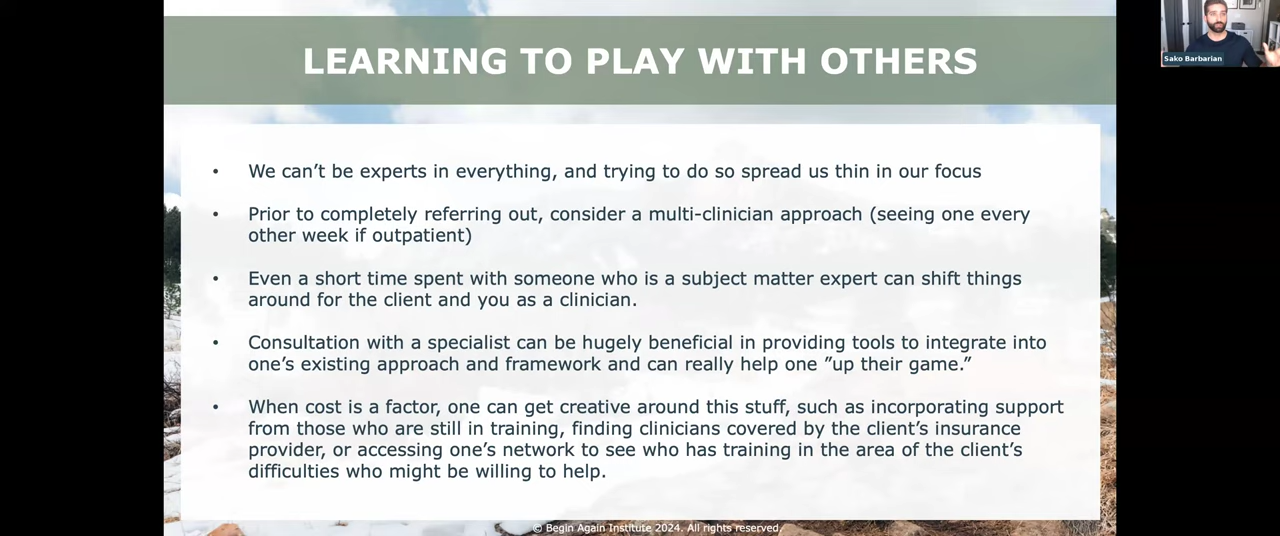 LEARNING TO PLAY WITH OTHERS
Sako Barbarian
• We can’t be experts in everything, and trying to do so spread us thin in our focus
• Prior to completely referring out, consider a multi-clinician approach (seeing one every
other week if outpatient)
• Even a short time spent with someone who is a subject matter expert can shift things
around for the client and you as a clinician.
• Consultation with a specialist can be hugely beneficial in providing tools to integrate into
one’s existing approach and framework and can really help one ”up their game.”
• When cost is a factor, one can get creative around this stuff, such as incorporating support
from those who are still in training, finding clinicians covered by the client’s insurance
provider, or accessing one’s network to see who has training in the area of the client’s
difficulties who might be willing to help.
© Begin Again Institute 2024. All rights reserved.